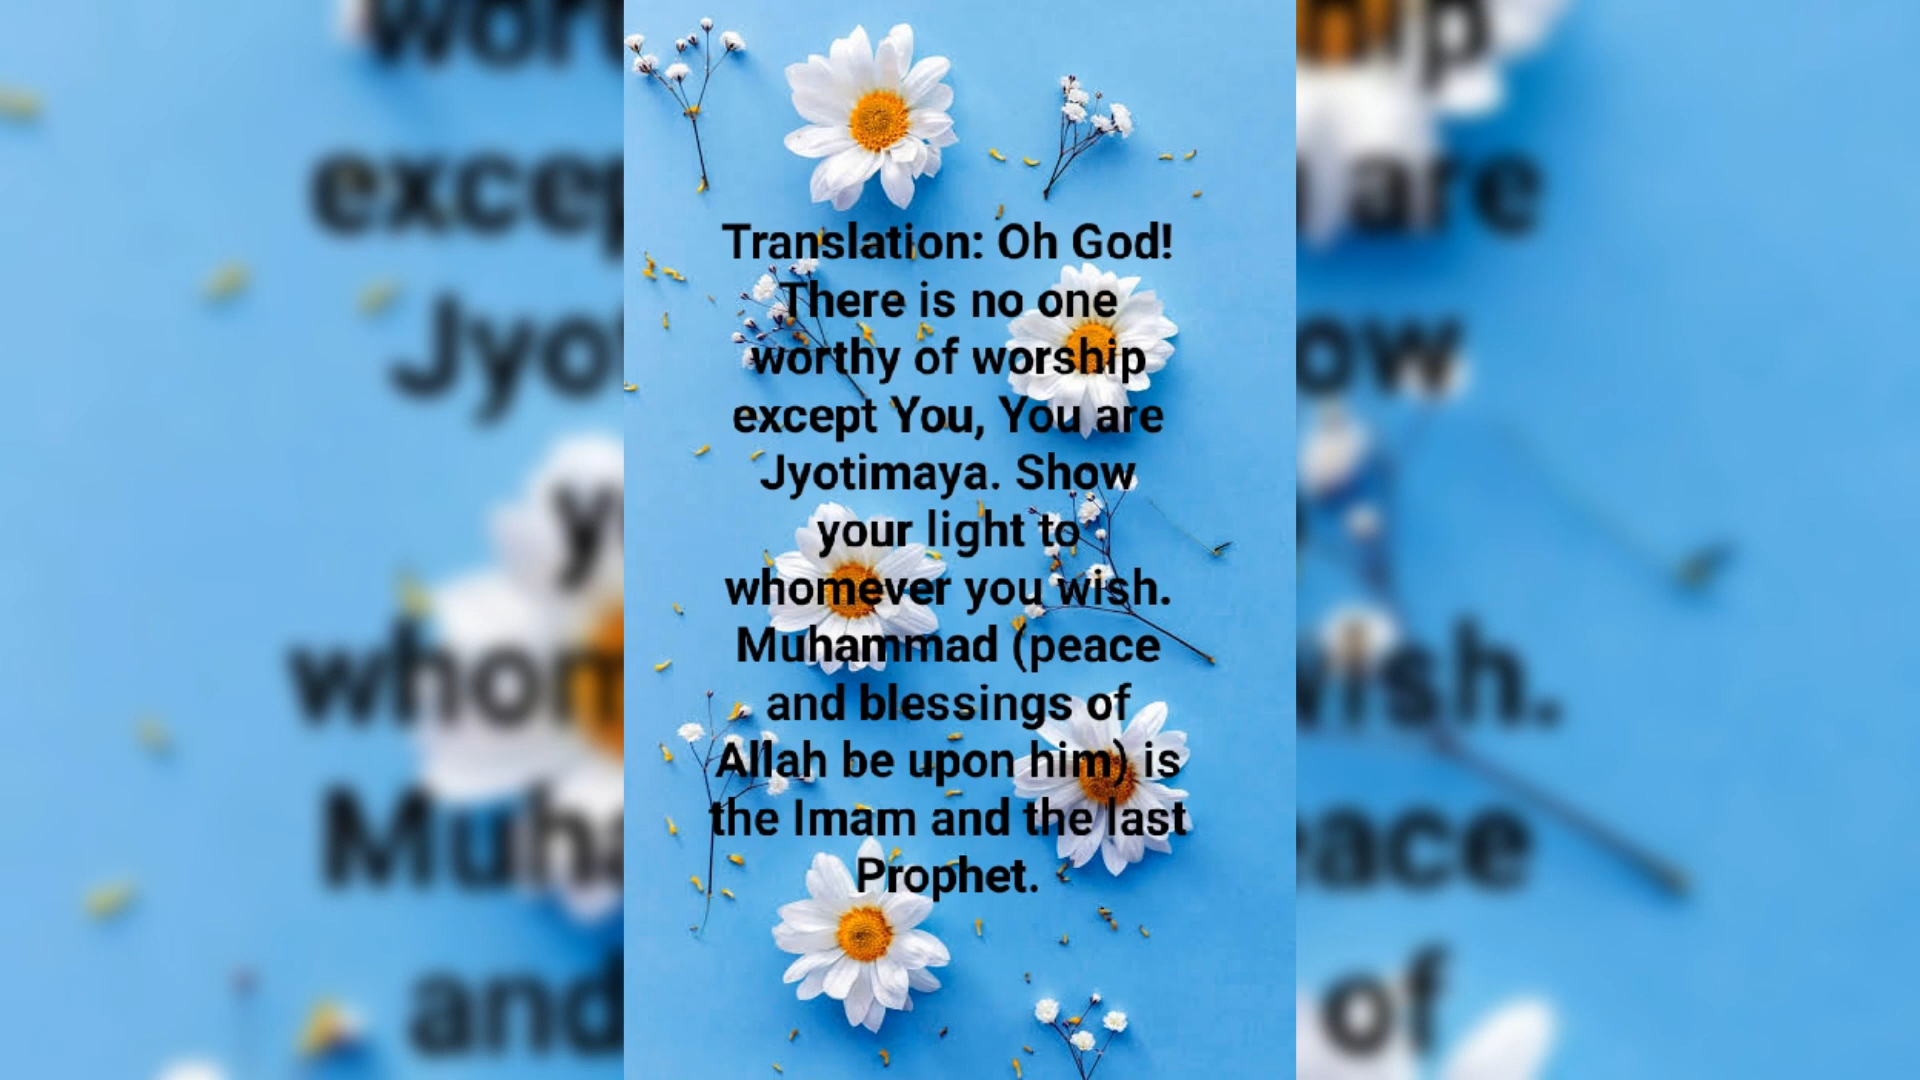 Translation: Oh God!
There is no one
worthy of worship
except You, You are
Jyotimaya. Show
your light to
whomever you wish.
Muhammad (peace
and blessings of
Allah be upon him) is
the Imam and the last
Prophet.